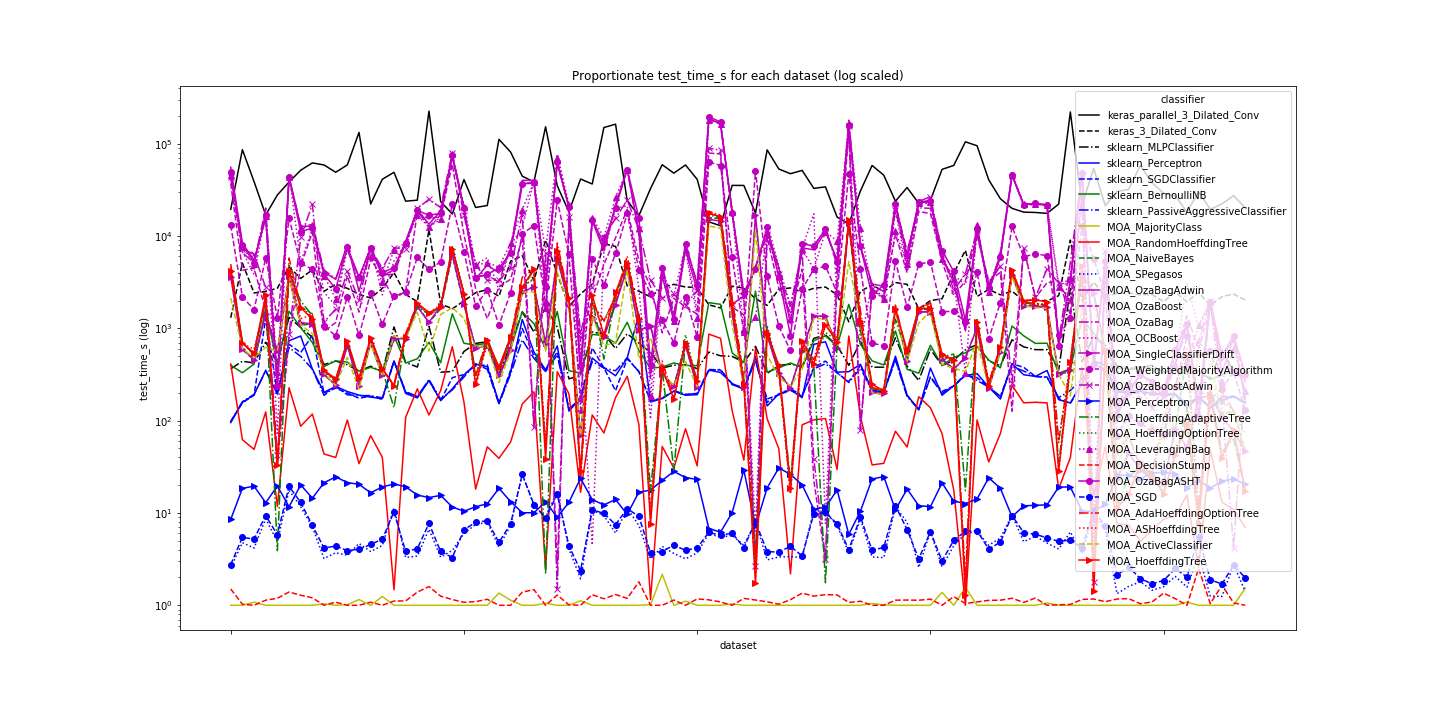 Proportionate test_time_s for each dataset (log scaled)
test_time_s (log)
10^5
10^4
10^3
10^2
10^1
10^0
dataset
classifier
keras_parallel_3_Dilated_Conv
keras_3_Dilated_Conv
sklearn_MLPClassifier
sklearn_Perceptron
sklearn_SGDClassifier
sklearn_BernoulliNB
sklearn_PassiveAggressiveClassifier
MOA_MajorityClass
MOA_RandomHoeffdingTree
MOA_NaiveBayes
MOA_SPegasos
MOA_OzaBagAdwin
MOA_OzaBoost
MOA_OzaBag
MOA_OCBoost
MOA_SingleClassifierDrift
MOA_WeightedMajorityAlgorithm
MOA_OzaBoostAdwin
MOA_Perceptron
MOA_HoeffdingAdaptiveTree
MOA_HoeffdingOptionTree
MOA_LeveragingBag
MOA_DecisionStump
MOA_OzaBagASHT
MOA_SGD
MOA_AdaHoeffdingOptionTree
MOA_ASHoeffdingTree
MOA_ActiveClassifier
MOA_HoeffdingTree